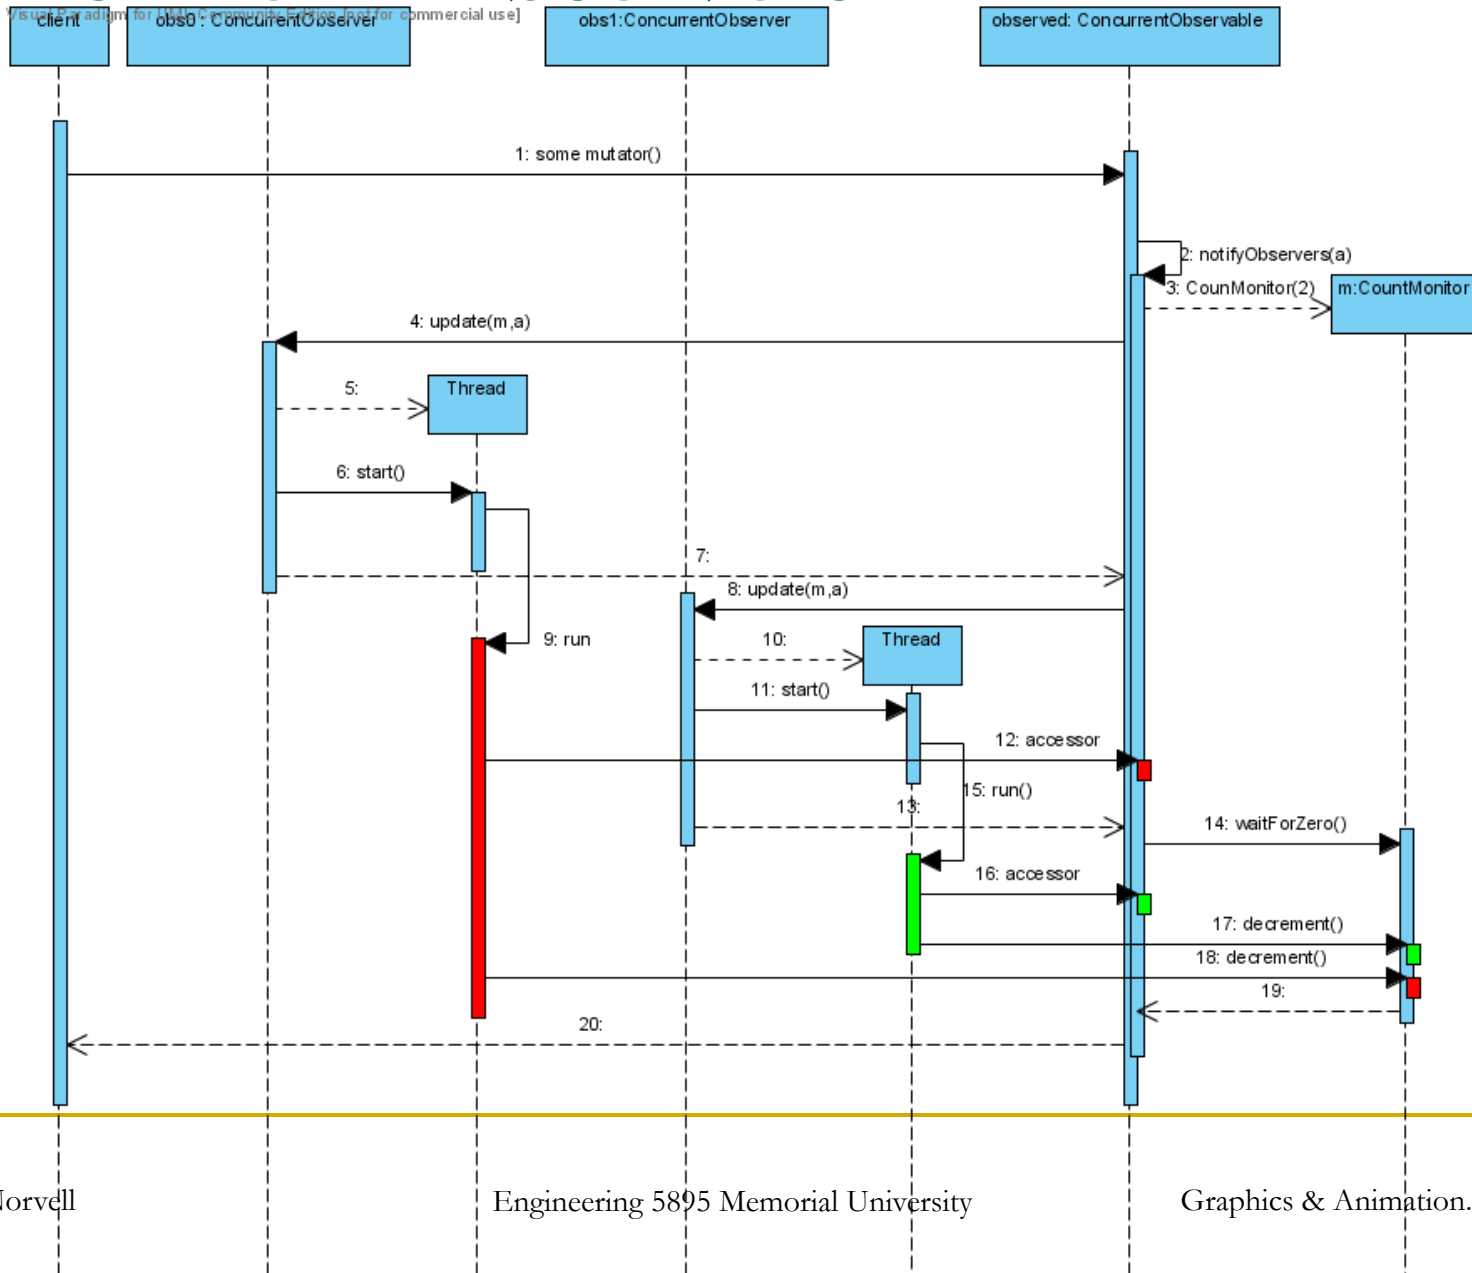 Visual Paradigm for UML Community Edition [not for commercial use]
client
obs0 : ConcurrentObserver
obs1:ConcurrentObserver
observed: ConcurrentObservable
1: some mutator()
2: notifyObservers(a)
3: CounMonitor(2)
m:CountMonitor
4: update(m,a)
5:
Thread
6: start()
7:
8: update(m,a)
9: run
10:
Thread
11: start()
12: accessor
15: run()
13:
14: waitForZero()
16: accessor
17: decrement()
18: decrement()
19:
20:
Norvell
Engineering 5895 Memorial University
Graphics & Animation.